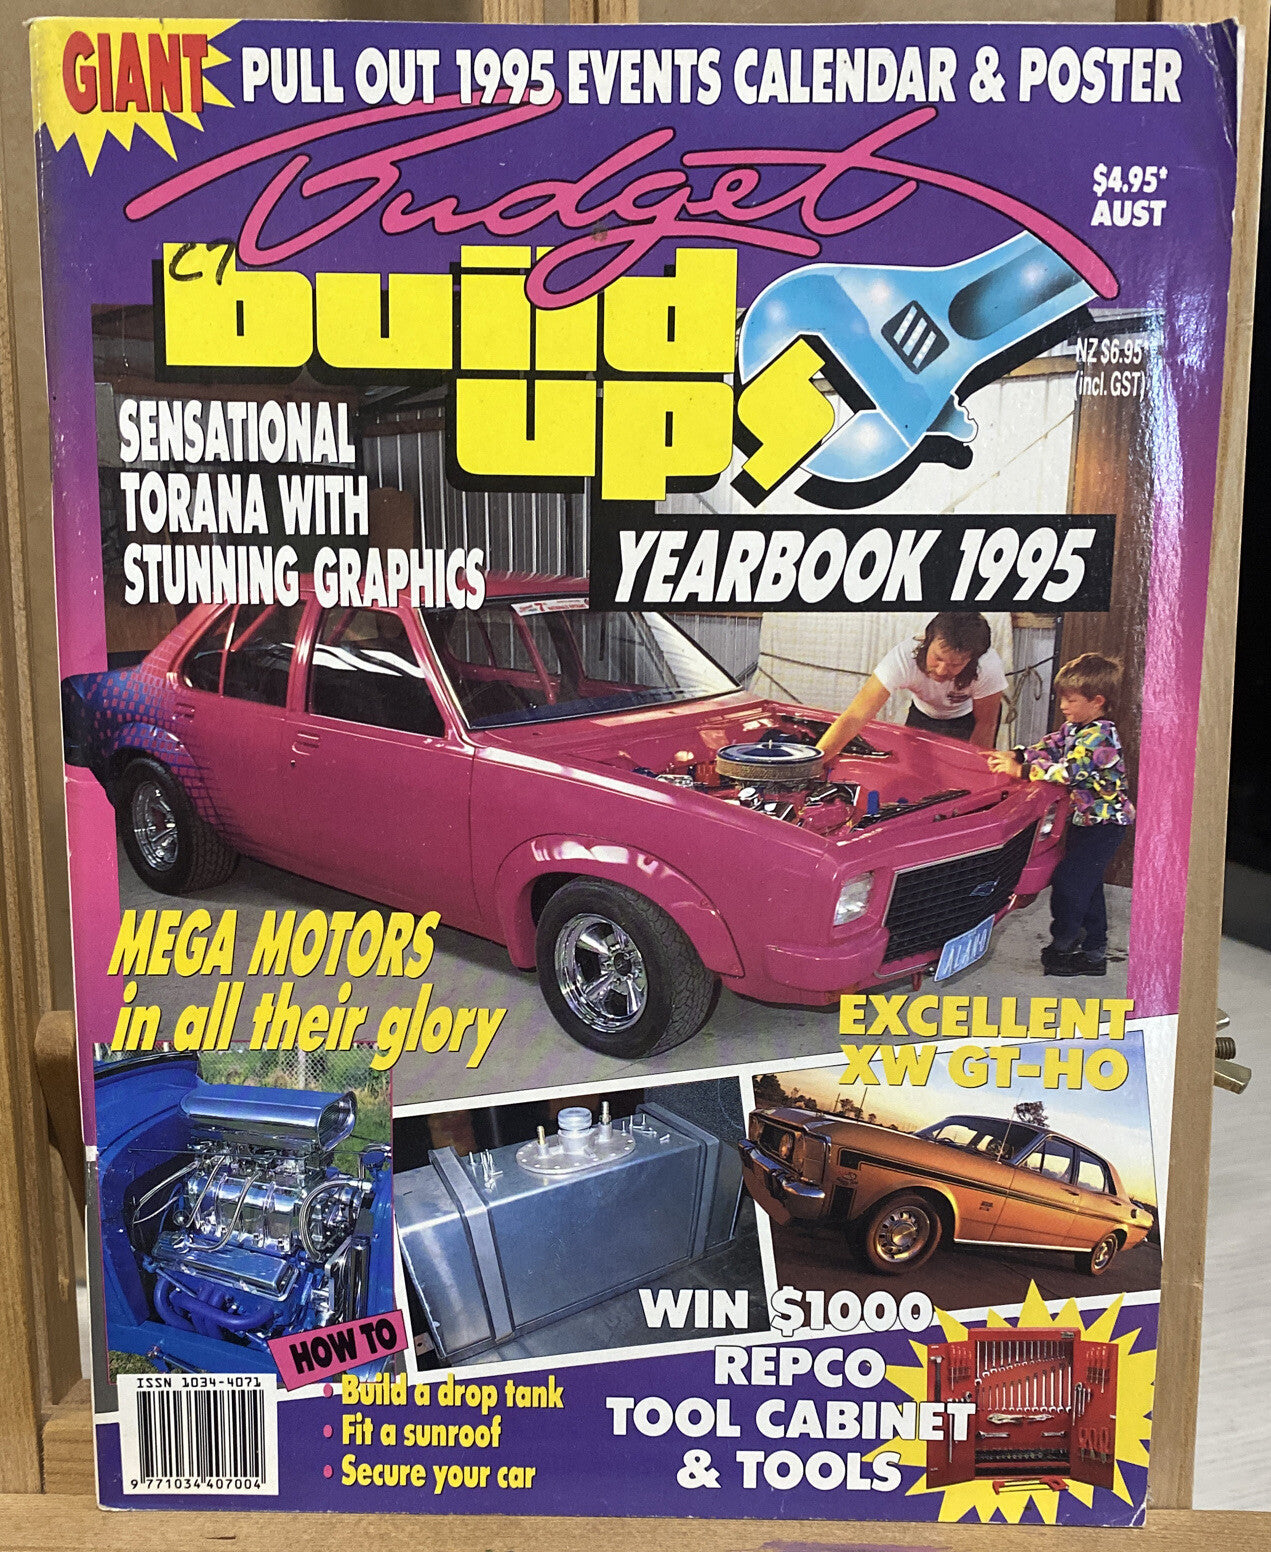 GIANT PULL OUT 1995 EVENTS CALENDAR & POSTER
Budget
build
ups
C7
$4.95*
AUST
NZ $6.95*
(incl. GST)
YEARBOOK 1995
SENSATIONAL
TORANA WITH
STUNNING GRAPHICS
MEGA MOTORS
in all their glory
EXCELLENT
XW GT-HO
HOW TO
• Build a drop tank
• Fit a sunroof
• Secure your car
WIN $1000
REPCO
TOOL CABINET
& TOOLS
ISSN 1034-4071
9 771034 407004